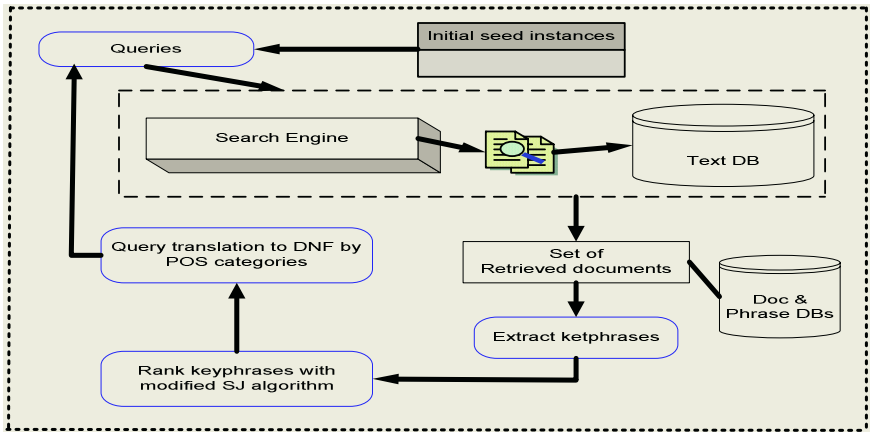 Initial seed instances
Queries
Search Engine
Text DB
Query translation to DNF by
POS categories
Set of
Retrieved documents
Doc &
Phrase DBs
Extract ketphrases
Rank keyphrases with
modified SJ algorithm